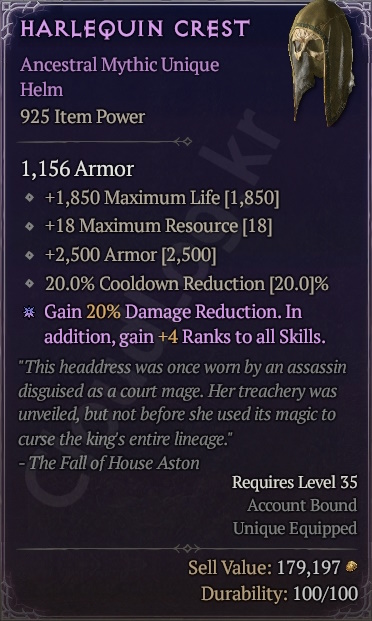 HARLEQUIN CREST
Ancestral Mythic Unique
Helm
925 Item Power
1,156 Armor
+1,850 Maximum Life [1,850]
+18 Maximum Resource [18]
+2,500 Armor [2,500]
20.0% Cooldown Reduction [20.0]%
Gain 20% Damage Reduction. In
addition, gain +4 Ranks to all Skills.
"This headdress was once worn by an assassin
disguised as a court mage. Her treachery was
unveiled, but not before she used its magic to
curse the king's entire lineage."
- The Fall of House Aston
Requires Level 35
Account Bound
Unique Equipped
Sell Value: 179,197
Durability: 100/100